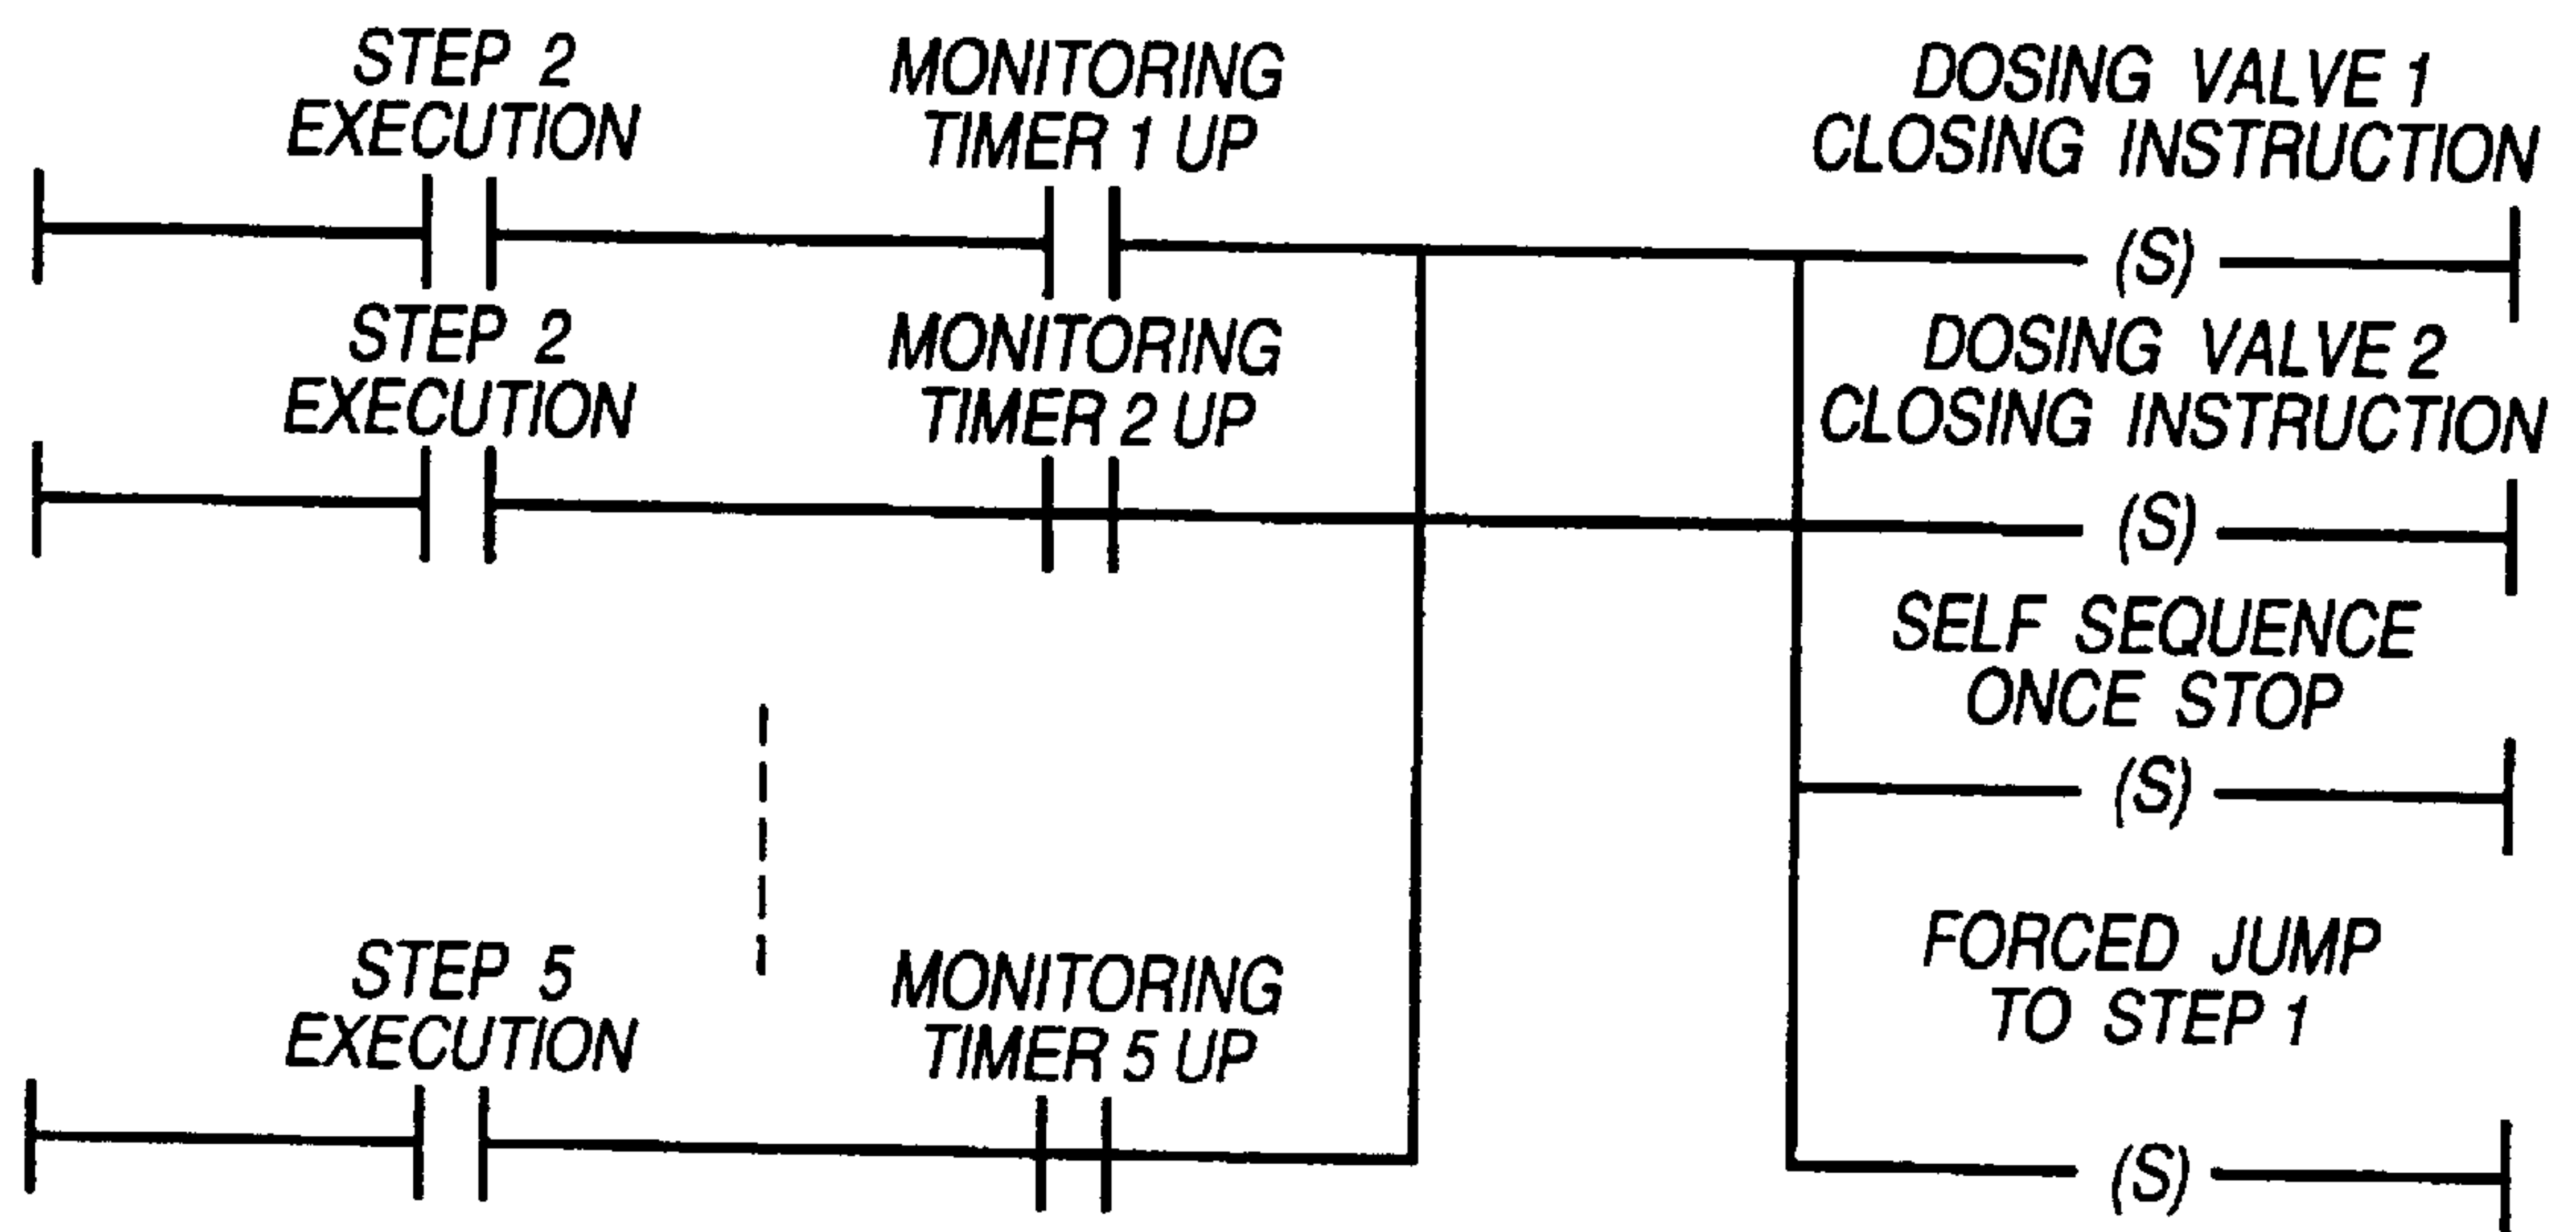 STEP 2
EXECUTION
MONITORING
TIMER 1 UP
DOSING VALVE 1
CLOSING INSTRUCTION
(S)
STEP 2
EXECUTION
MONITORING
TIMER 2 UP
DOSING VALVE 2
CLOSING INSTRUCTION
(S)
SELF SEQUENCE
ONCE STOP
(S)
STEP 5
EXECUTION
MONITORING
TIMER 5 UP
FORCED JUMP
TO STEP 1
(S)